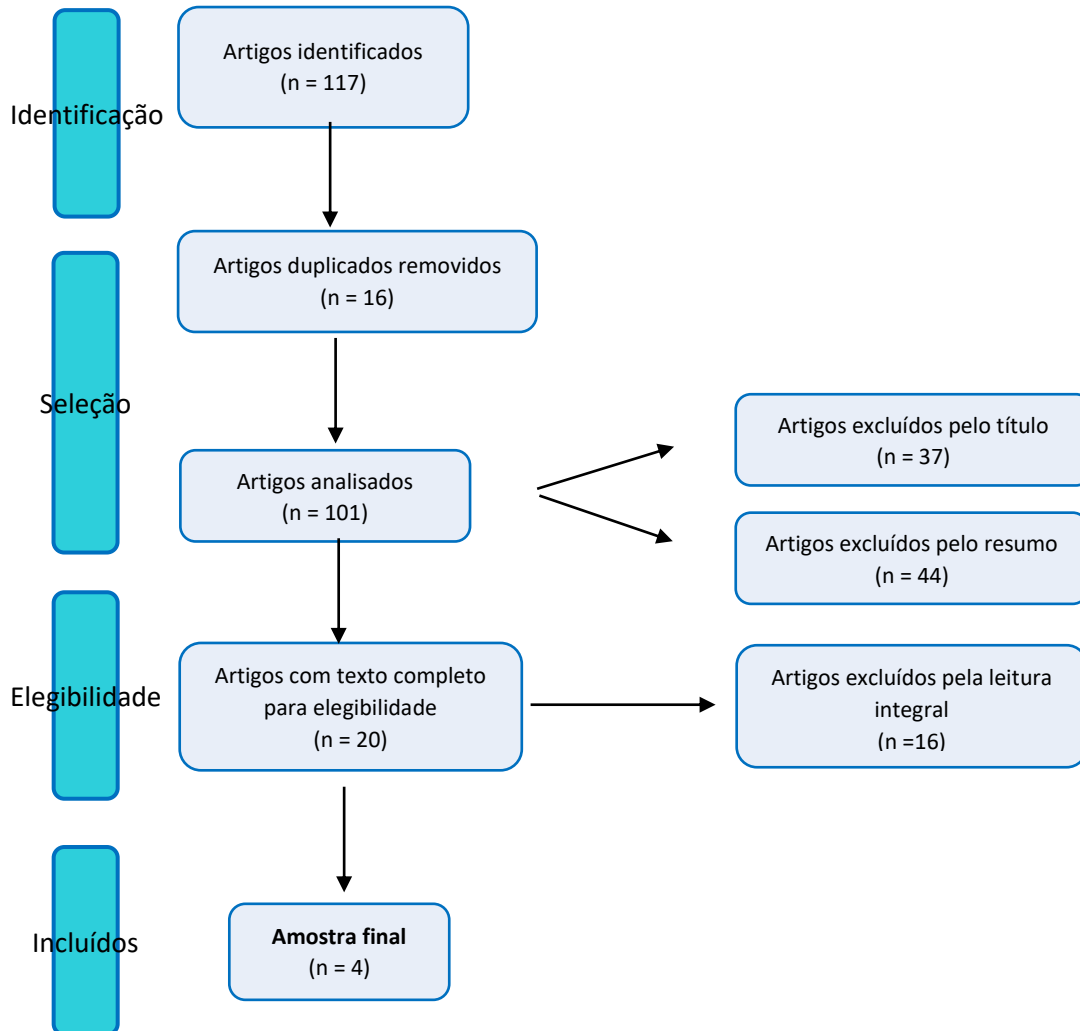 Identificação
Artigos identificados
(n = 117)
Seleção
Artigos duplicados removidos
(n = 16)
Artigos analisados
(n = 101)
Artigos excluídos pelo título
(n = 37)
Artigos excluídos pelo resumo
(n = 44)
Elegibilidade
Artigos com texto completo
para elegibilidade
(n = 20)
Artigos excluídos pela leitura
integral
(n =16)
Incluídos
Amostra final
(n = 4)